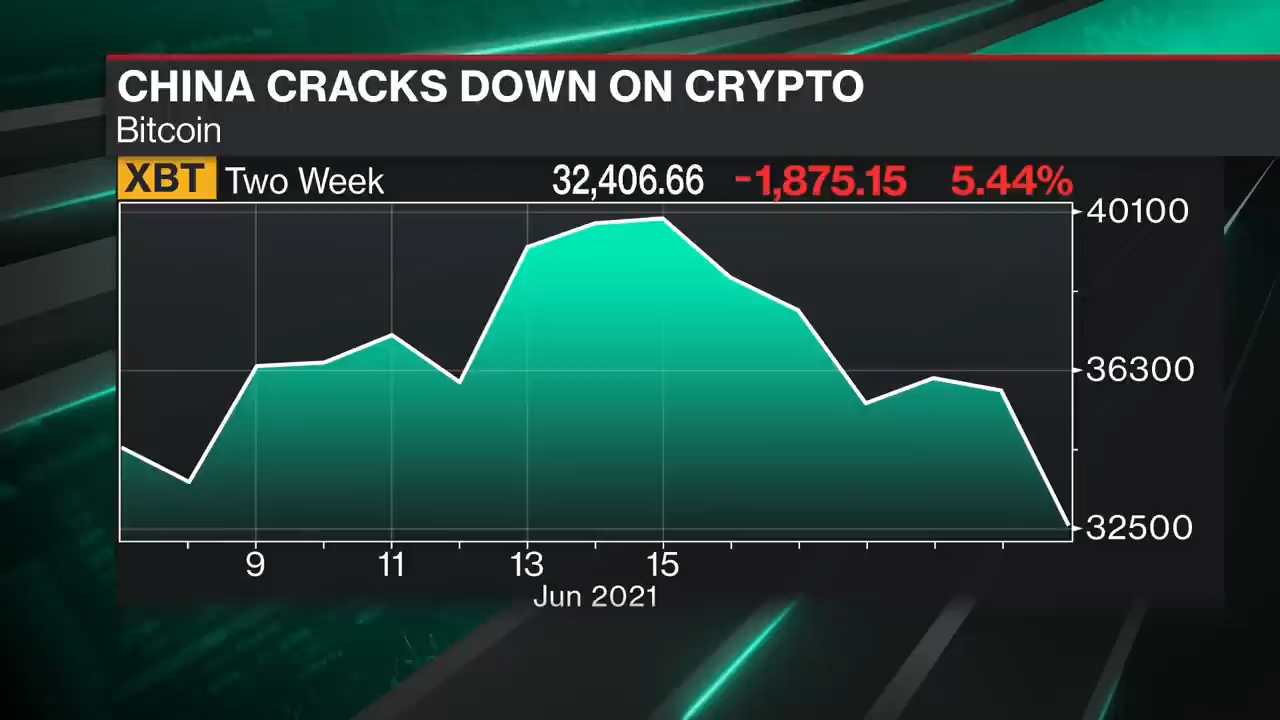 CHINA CRACKS DOWN ON CRYPTO
Bitcoin
XBT Two Week 32,406.66 -1,875.15 5.44%
40100
36300
32500
9 11 13 15
Jun 2021